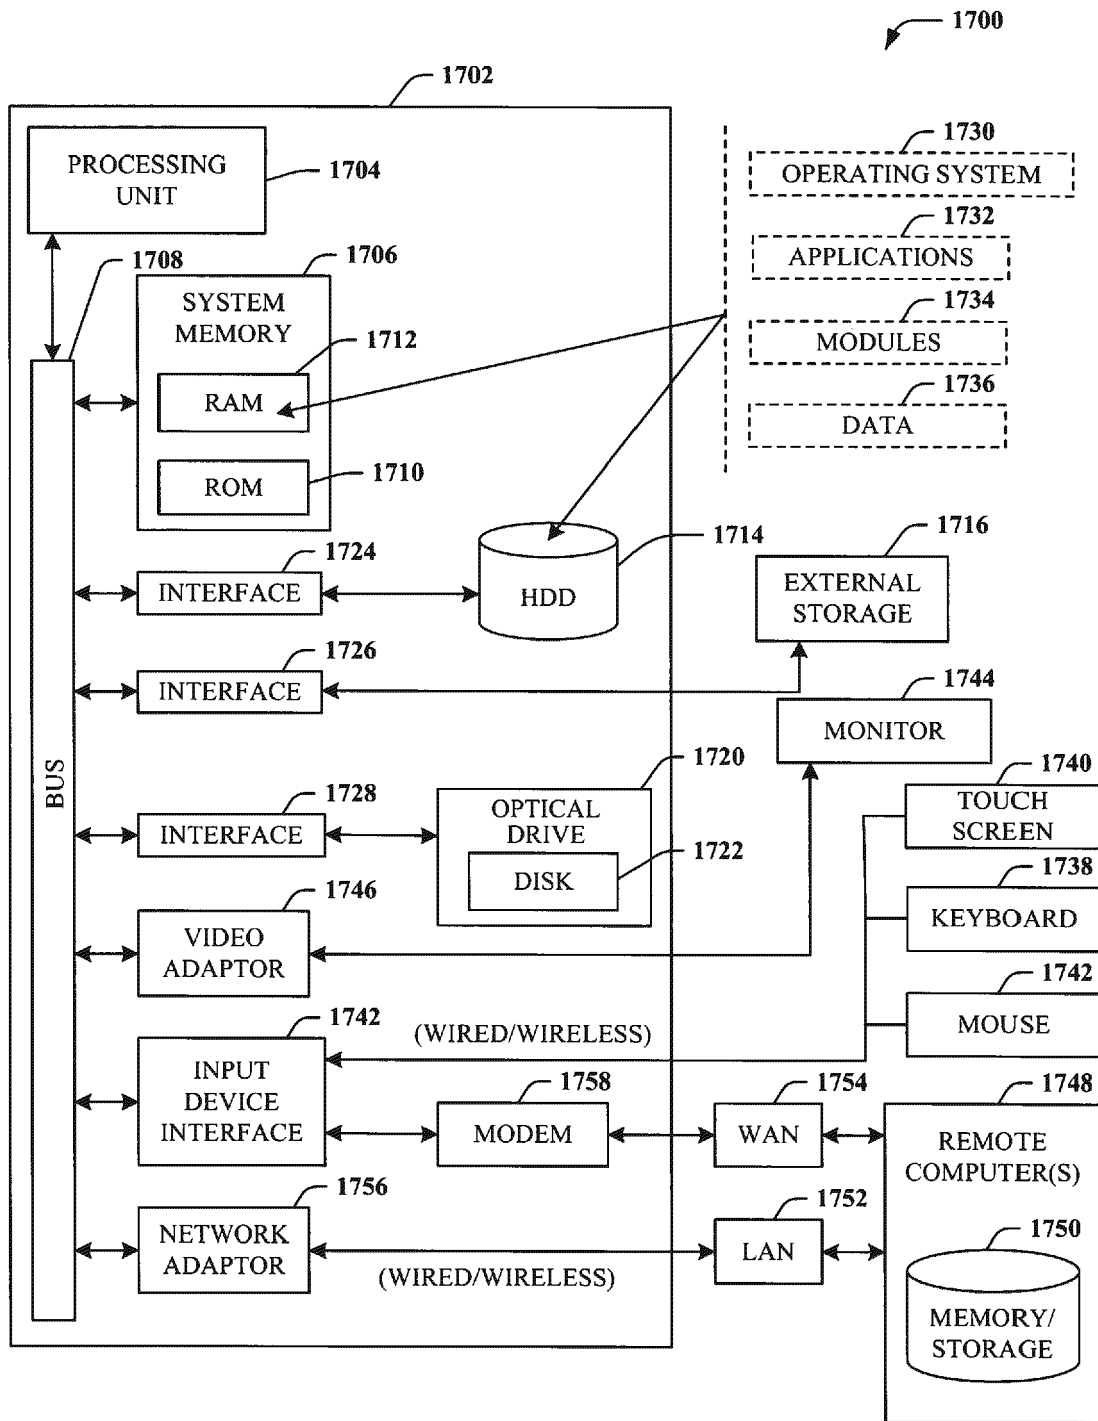 1700
1702
PROCESSING
UNIT
1704
1730
OPERATING SYSTEM
1732
APPLICATIONS
1734
MODULES
1736
DATA
1708
1706
SYSTEM
MEMORY
1712
RAM
1710
ROM
1724
INTERFACE
1714
HDD
1716
EXTERNAL
STORAGE
1726
INTERFACE
1744
MONITOR
BUS
1728
INTERFACE
1720
OPTICAL
DRIVE
1722
DISK
1740
TOUCH
SCREEN
1738
KEYBOARD
1742
MOUSE
1746
VIDEO
ADAPTOR
1742
INPUT
DEVICE
INTERFACE
(WIRED/WIRELESS)
1758
MODEM
1754
WAN
1748
REMOTE
COMPUTER(S)
1756
NETWORK
ADAPTOR
(WIRED/WIRELESS)
1752
LAN
1750
MEMORY/
STORAGE